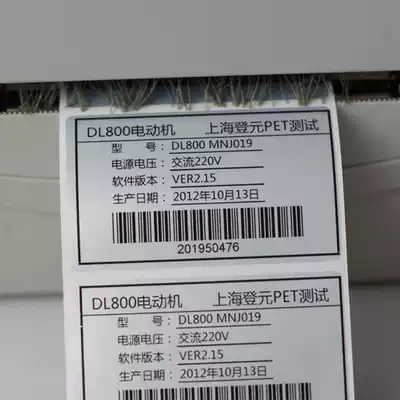 DL800电动机 上海登元PET测试
型 号： DL800 MNJ019
电源电压： 交流220V
软件版本： VER2.15
生产日期： 2012年10月13日
201950476
DL800电动机 上海登元PET测试
型 号： DL800 MNJ019
电源电压： 交流220V
软件版本： VER2.15
生产日期： 2012年10月13日